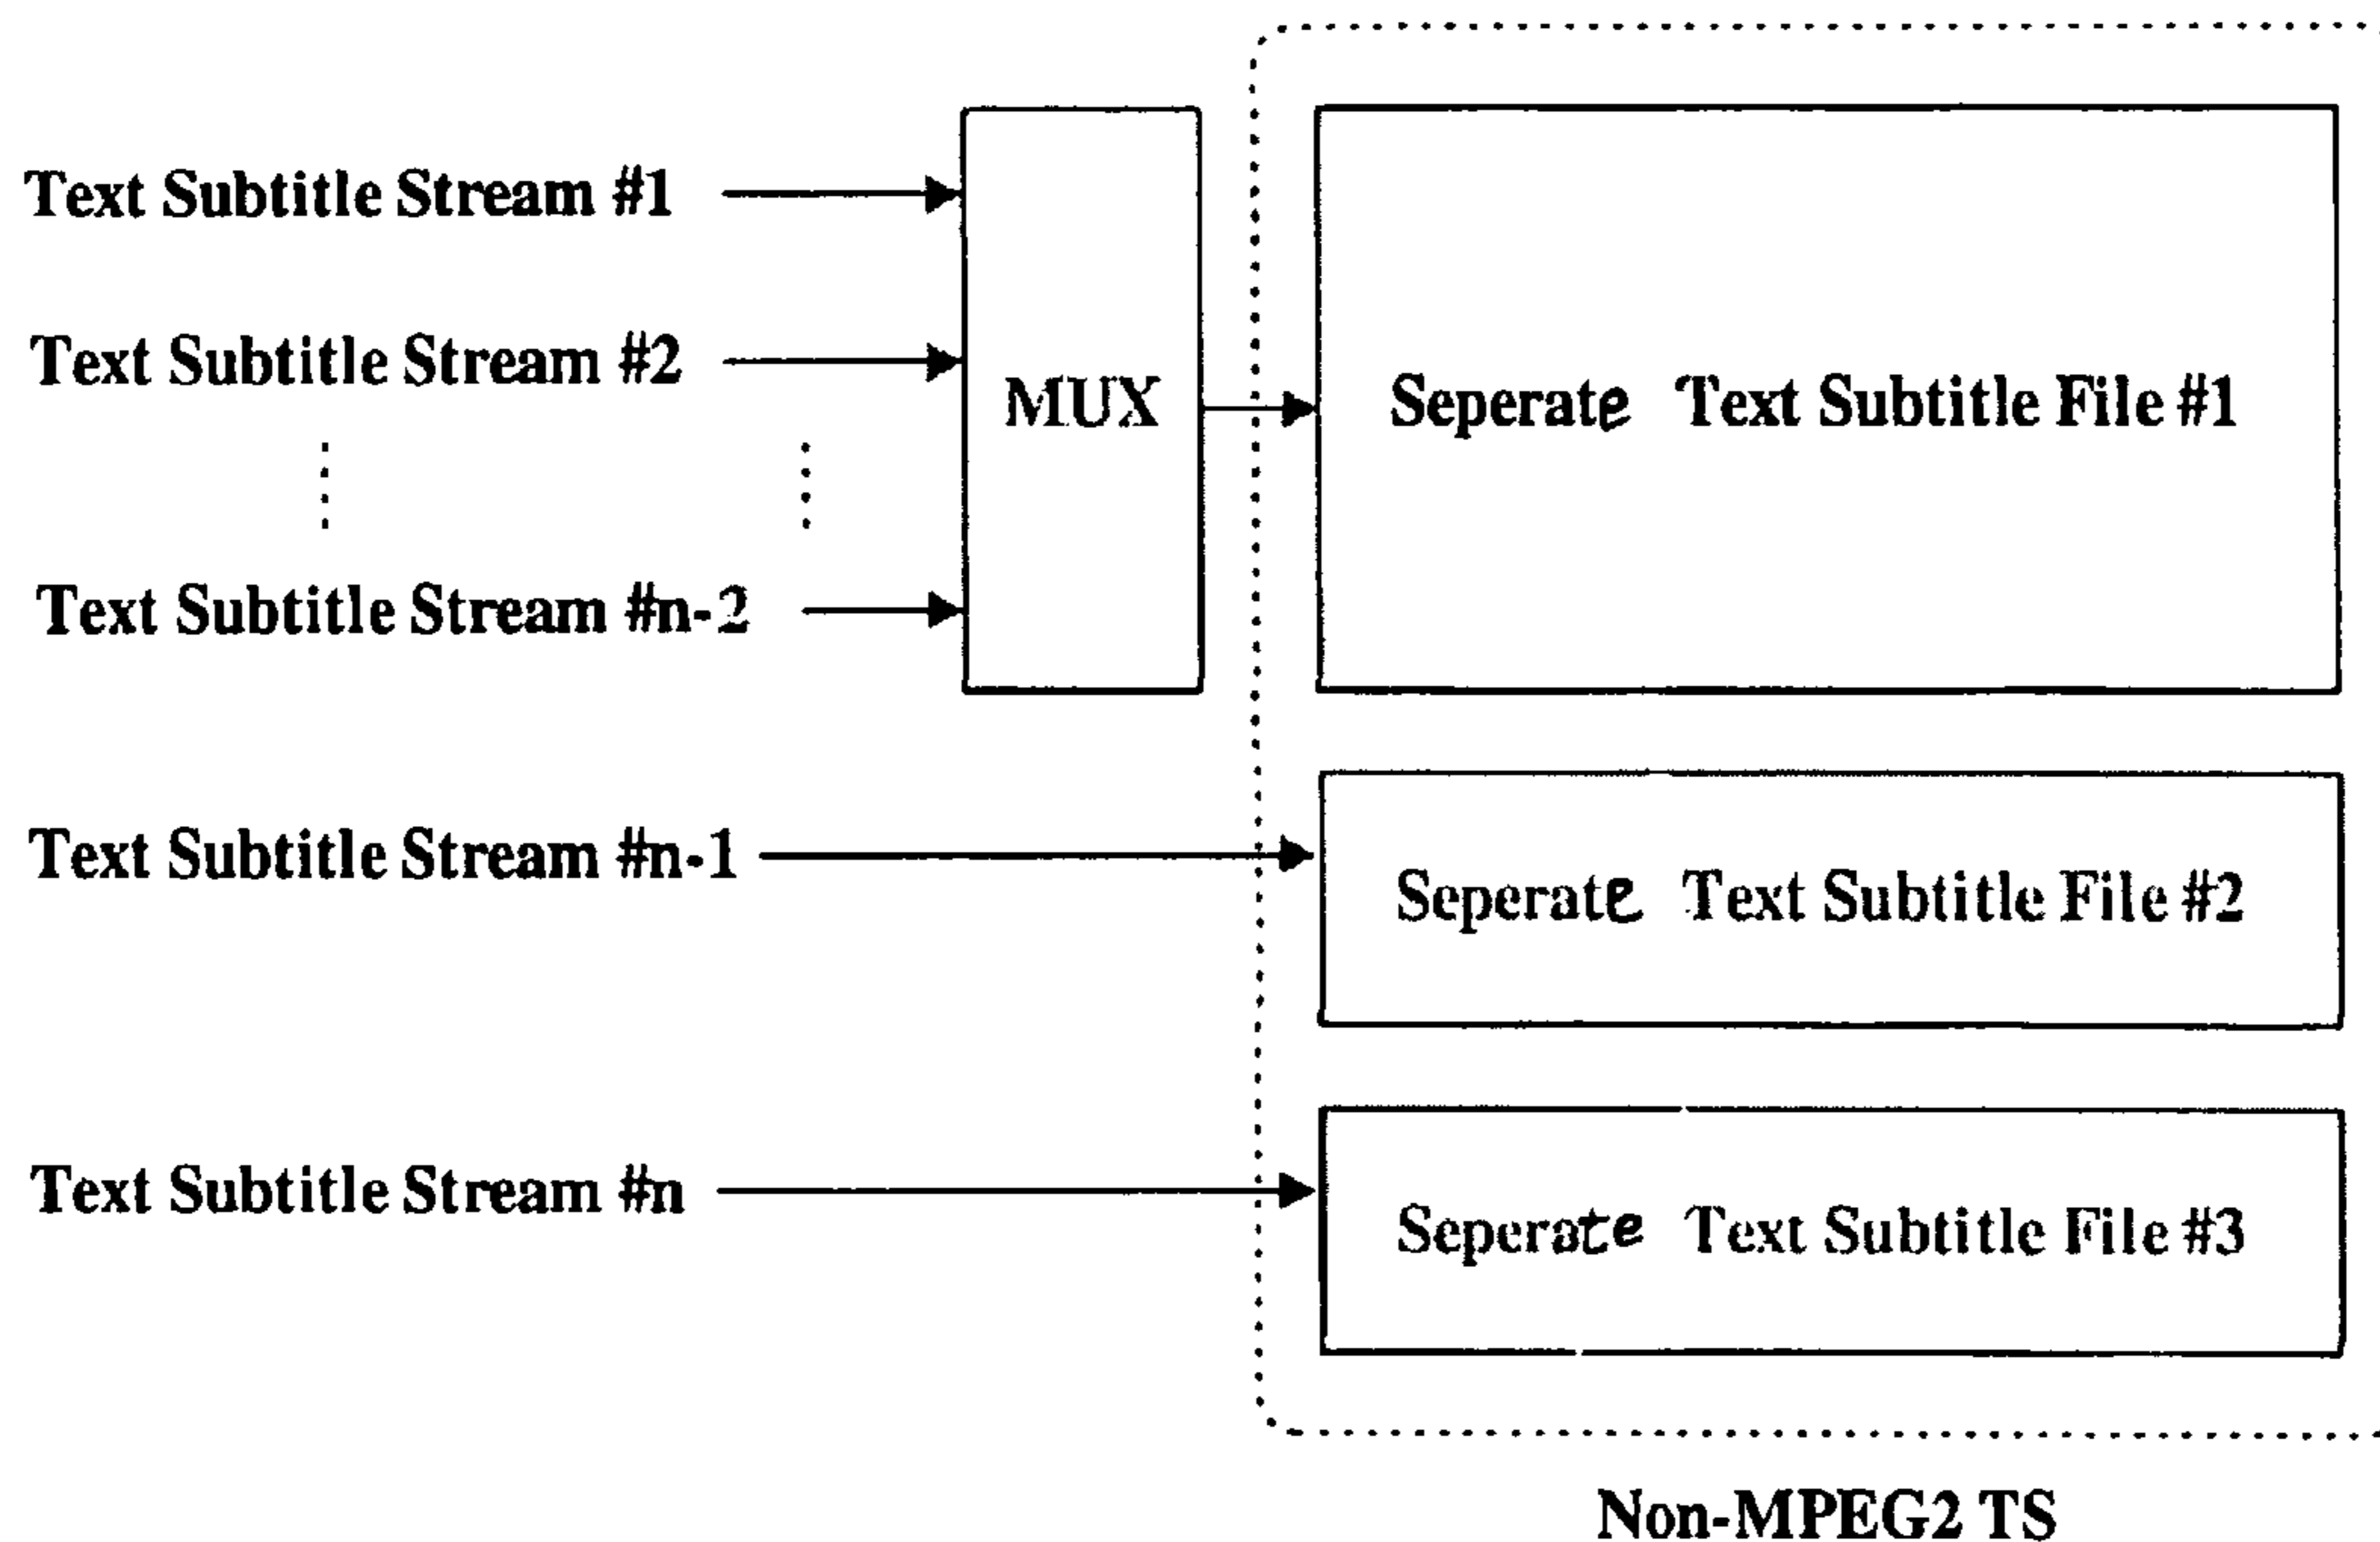 Text Subtitle Stream #1
Text Subtitle Stream #2
MUX
Seperate Text Subtitle File #1
Text Subtitle Stream #n-2
Text Subtitle Stream #n-1
Seperate Text Subtitle File #2
Text Subtitle Stream #n
Seperate Text Subtitle File #3
Non-MPEG2 TS